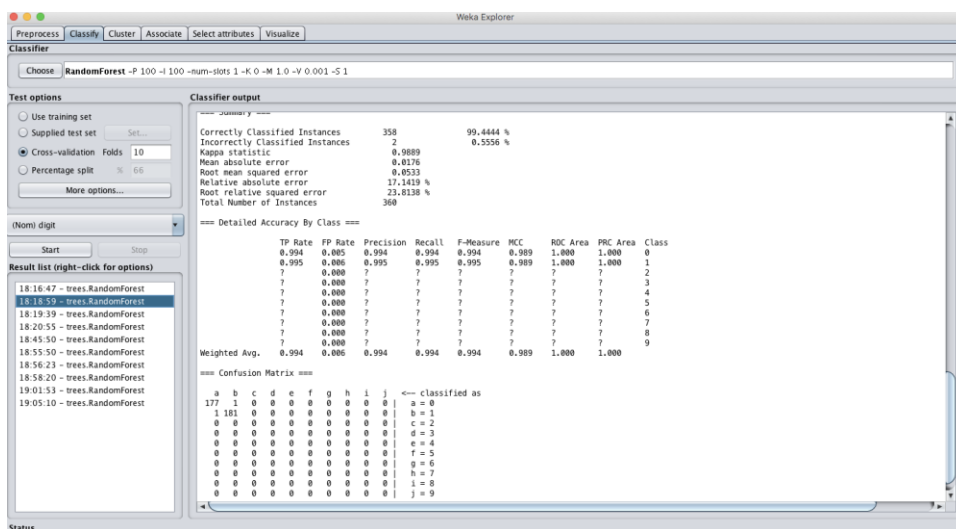 Weka Explorer
Preprocess Classify Cluster Associate Select attributes Visualize
Classifier
Choose RandomForest -P 100 -I 100 -num-slots 1 -K 0 -M 1.0 -V 0.001 -S 1
Test options
Use training set
Supplied test set Set...
Cross-validation Folds 10
Percentage split % 66
More options...
(Nom) digit
Start Stop
Result list (right-click for options)
18:16:47 - trees.RandomForest
18:18:59 - trees.RandomForest
18:19:39 - trees.RandomForest
18:20:55 - trees.RandomForest
18:45:50 - trees.RandomForest
18:55:50 - trees.RandomForest
18:56:23 - trees.RandomForest
18:58:20 - trees.RandomForest
19:01:53 - trees.RandomForest
19:05:10 - trees.RandomForest
Classifier output
=== Summary ===
Correctly Classified Instances 358 99.4444 %
Incorrectly Classified Instances 2 0.5556 %
Kappa statistic 0.9889
Mean absolute error 0.0176
Root mean squared error 0.0533
Relative absolute error 17.1419 %
Root relative squared error 23.8138 %
Total Number of Instances 360
=== Detailed Accuracy By Class ===
TP Rate FP Rate Precision Recall F-Measure MCC ROC Area PRC Area Class
0.994 0.005 0.994 0.994 0.994 0.989 1.000 1.000 0
0.995 0.006 0.995 0.995 0.995 0.989 1.000 1.000 1
? 0.000 ? ? ? ? ? ? 2
? 0.000 ? ? ? ? ? ? 3
? 0.000 ? ? ? ? ? ? 4
? 0.000 ? ? ? ? ? ? 5
? 0.000 ? ? ? ? ? ? 6
? 0.000 ? ? ? ? ? ? 7
? 0.000 ? ? ? ? ? ? 8
? 0.000 ? ? ? ? ? ? 9
Weighted Avg. 0.994 0.006 0.994 0.994 0.994 0.989 1.000 1.000
=== Confusion Matrix ===
a b c d e f g h i j <-- classified as
177 1 0 0 0 0 0 0 0 0 | a = 0
1 181 0 0 0 0 0 0 0 0 | b = 1
0 0 0 0 0 0 0 0 0 0 | c = 2
0 0 0 0 0 0 0 0 0 0 | d = 3
0 0 0 0 0 0 0 0 0 0 | e = 4
0 0 0 0 0 0 0 0 0 0 | f = 5
0 0 0 0 0 0 0 0 0 0 | g = 6
0 0 0 0 0 0 0 0 0 0 | h = 7
0 0 0 0 0 0 0 0 0 0 | i = 8
0 0 0 0 0 0 0 0 0 0 | j = 9
Status